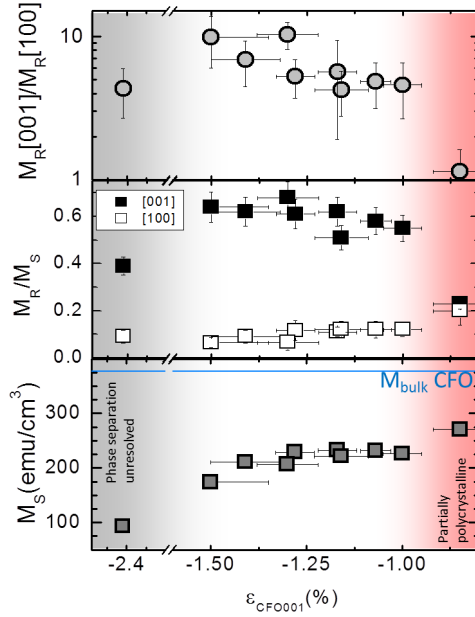 M_R[001]/M_R[100]
10
1
[001]
[100]
M_R/M_S
0.6
0.4
0.2
0.0
M_bulk CFO
M_S(emu/cm³)
300
200
100
Phase separation
unresolved
Partially
polycrystalline
-2.4
-1.50
-1.25
-1.00
ε_CFO001(%)